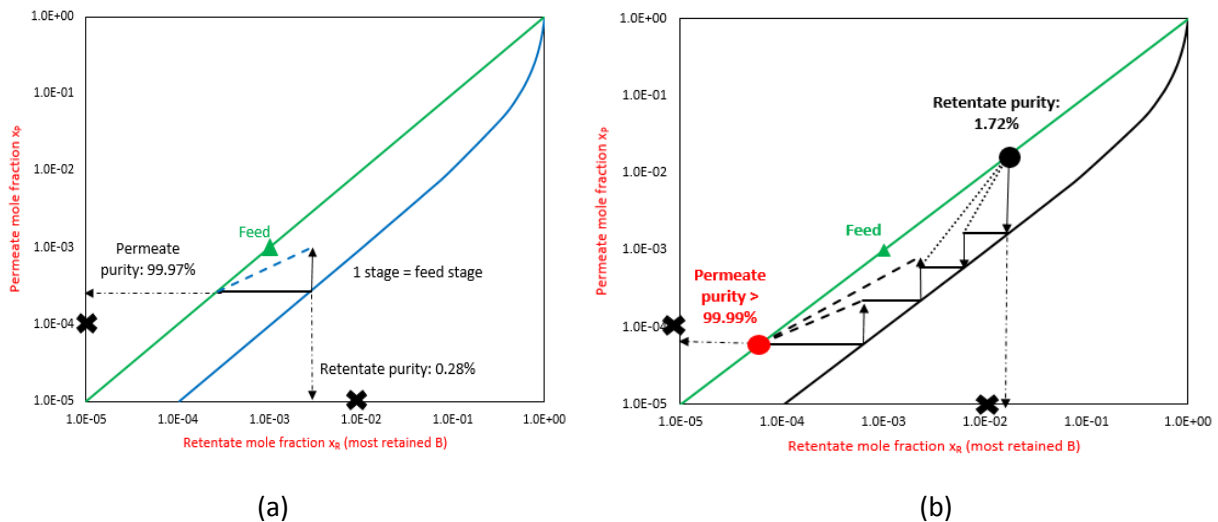 1.0E+00
1.0E-01
1.0E-02
1.0E-03
1.0E-04
1.0E-05
Permeate mole fraction xP
Feed
Permeate
purity: 99.97%
1 stage = feed stage
Retentate purity: 0.28%
1.0E-05
1.0E-04
1.0E-03
1.0E-02
1.0E-01
1.0E+00
Retentate mole fraction xR (most retained B)
(a)
1.0E+00
1.0E-01
1.0E-02
1.0E-03
1.0E-04
1.0E-05
Permeate mole fraction xP
Retentate purity:
1.72%
Feed
Permeate
purity >
99.99%
1.0E-05
1.0E-04
1.0E-03
1.0E-02
1.0E-01
1.0E+00
Retentate mole fraction xR (most retained B)
(b)